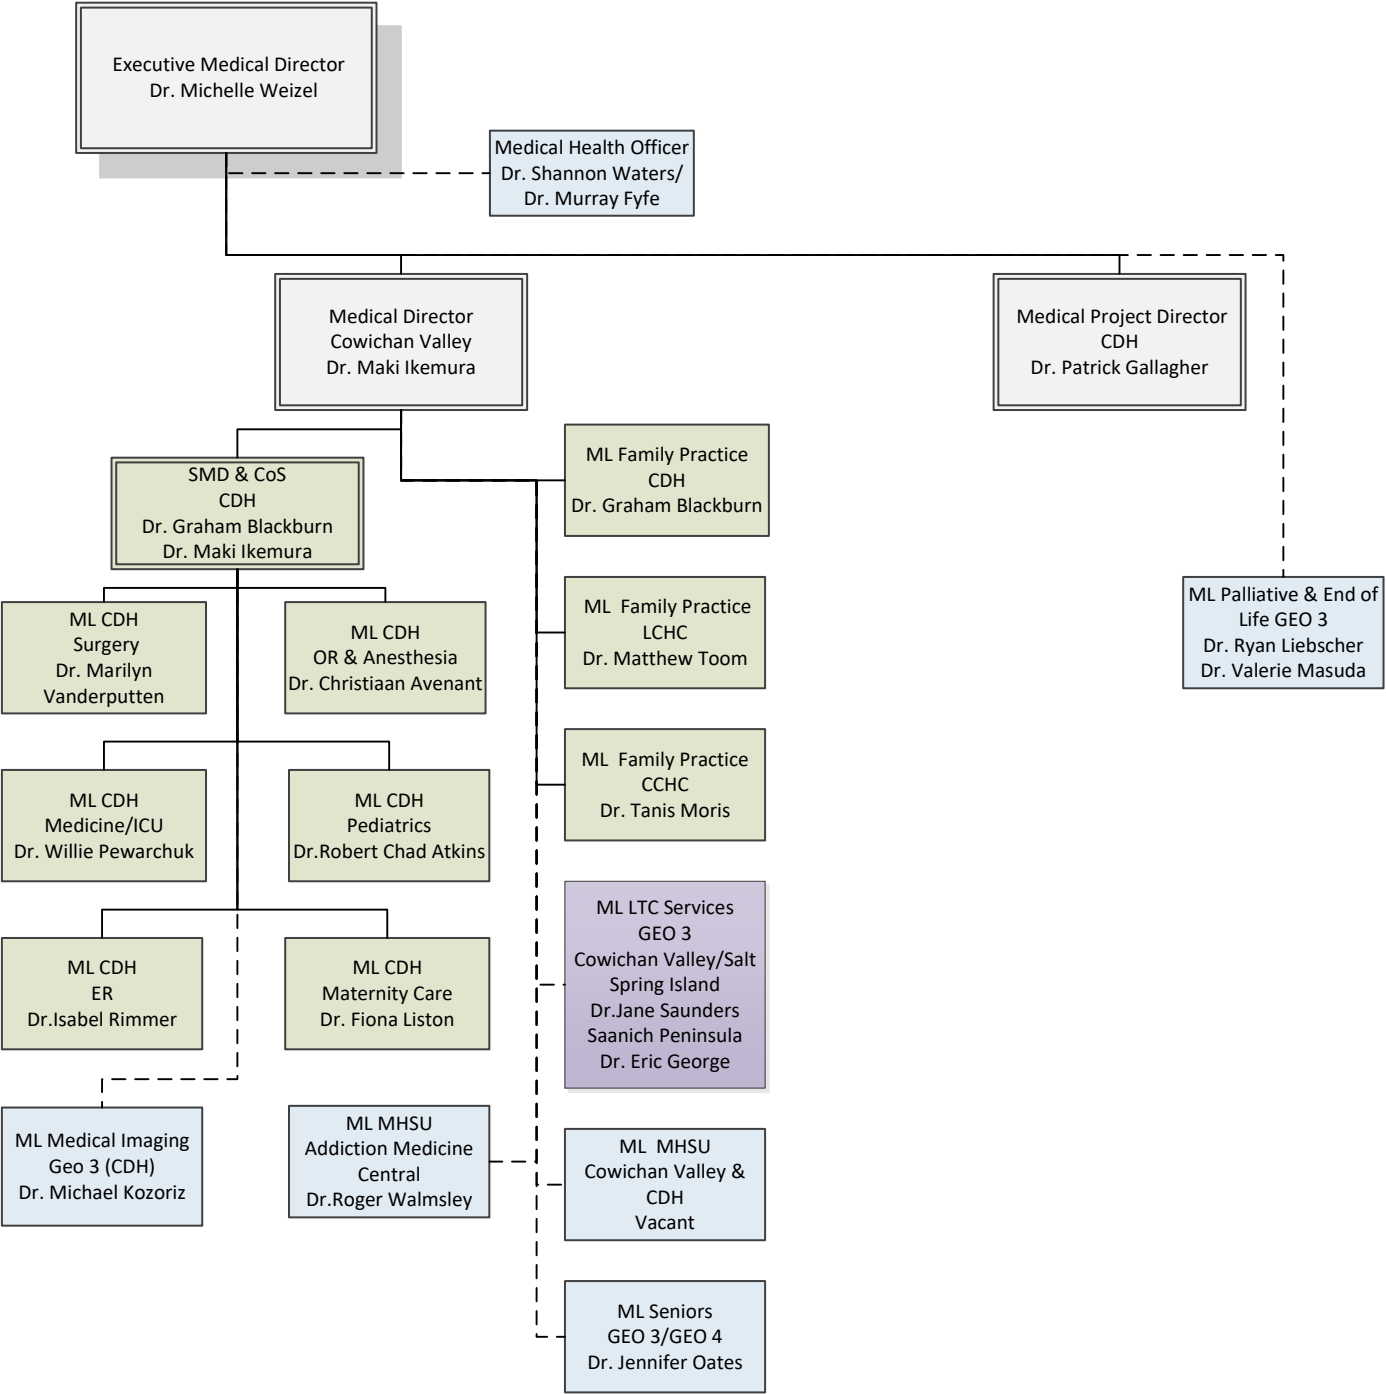 Executive Medical Director
Dr. Michelle Weizel
Medical Health Officer
Dr. Shannon Waters/
Dr. Murray Fyfe
Medical Director
Cowichan Valley
Dr. Maki Ikemura
Medical Project Director
CDH
Dr. Patrick Gallagher
SMD & CoS
CDH
Dr. Graham Blackburn
Dr. Maki Ikemura
ML Family Practice
CDH
Dr. Graham Blackburn
ML CDH
Surgery
Dr. Marilyn
Vanderputten
ML CDH
OR & Anesthesia
Dr. Christiaan Avenant
ML  Family Practice
LCHC
Dr. Matthew Toom
ML Palliative & End of
Life GEO 3
Dr. Ryan Liebscher
Dr. Valerie Masuda
ML CDH
Medicine/ICU
Dr. Willie Pewarchuk
ML CDH
Pediatrics
Dr.Robert Chad Atkins
ML  Family Practice
CCHC
Dr. Tanis Moris
ML CDH
ER
Dr.Isabel Rimmer
ML CDH
Maternity Care
Dr. Fiona Liston
ML LTC Services
GEO 3
Cowichan Valley/Salt
Spring Island
Dr.Jane Saunders
Saanich Peninsula
Dr. Eric George
ML Medical Imaging
Geo 3 (CDH)
Dr. Michael Kozoriz
ML MHSU
Addiction Medicine
Central
Dr.Roger Walmsley
ML  MHSU
Cowichan Valley &
CDH
Vacant
ML Seniors
GEO 3/GEO 4
Dr. Jennifer Oates